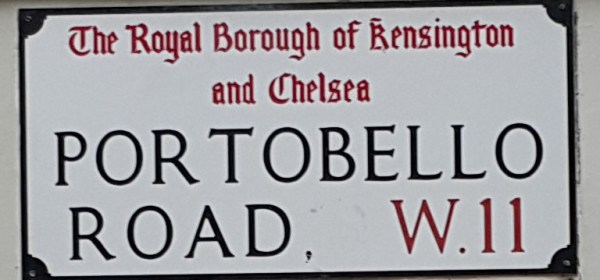 The Royal Borough of Kensington
and Chelsea
PORTOBELLO
ROAD, W.11